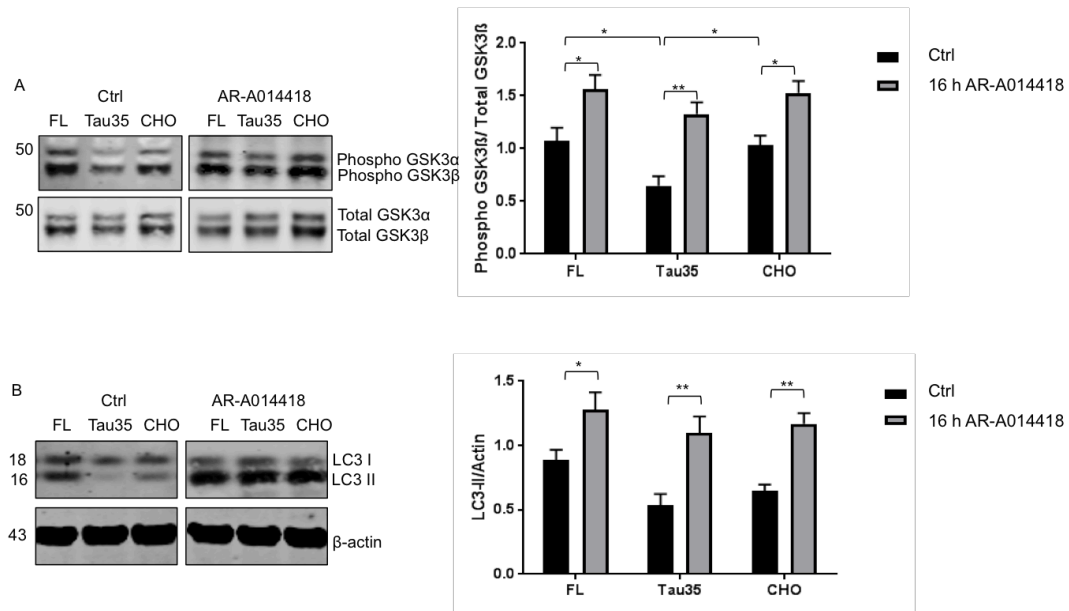 A
Ctrl AR-A014418
FL Tau35 CHO FL Tau35 CHO
50
Phospho GSK3α
Phospho GSK3β
50
Total GSK3α
Total GSK3β
Phospho GSK3ß/ Total GSK3ß
2.0
1.5
1.0
0.5
0.0
* *
* ** *
FL Tau35 CHO
Ctrl
16 h AR-A014418
B
Ctrl AR-A014418
FL Tau35 CHO FL Tau35 CHO
18 LC3 I
16 LC3 II
43 β-actin
LC3-II/Actin
1.5
1.0
0.5
0.0
* ** **
FL Tau35 CHO
Ctrl
16 h AR-A014418